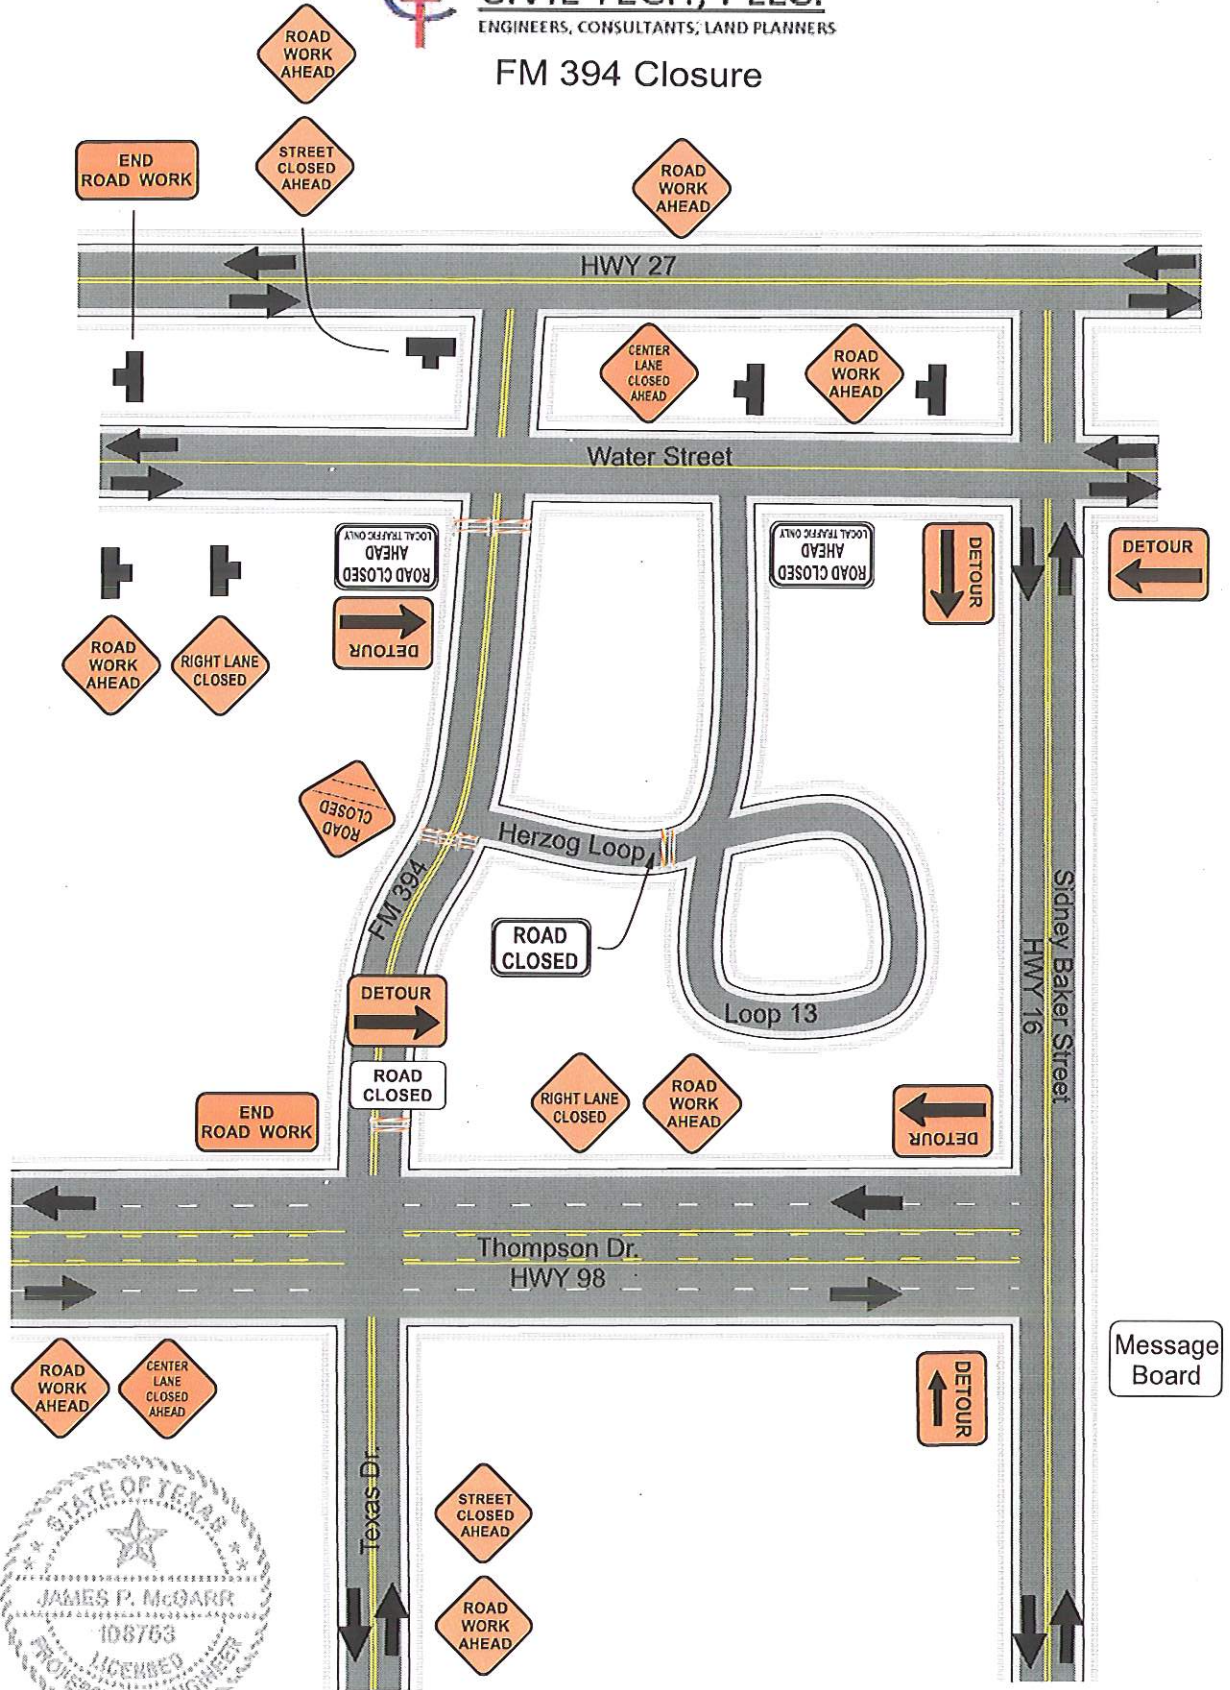 ENGINEERS, CONSULTANTS, LAND PLANNERS
FM 394 Closure
ROAD
WORK
AHEAD
STREET
CLOSED
AHEAD
END
ROAD WORK
ROAD
WORK
AHEAD
HWY 27
CENTER
LANE
CLOSED
AHEAD
ROAD
WORK
AHEAD
Water Street
ROAD CLOSED
AHEAD
LOCAL TRAFFIC ONLY
DETOUR
ROAD CLOSED
AHEAD
LOCAL TRAFFIC ONLY
DETOUR
DETOUR
ROAD
WORK
AHEAD
RIGHT LANE
CLOSED
ROAD
CLOSED
Herzog Loop
FM 394
ROAD
CLOSED
Loop 13
Sidney Baker Street
HWY 16
DETOUR
ROAD
CLOSED
END
ROAD WORK
RIGHT LANE
CLOSED
ROAD
WORK
AHEAD
DETOUR
Thompson Dr.
HWY 98
ROAD
WORK
AHEAD
CENTER
LANE
CLOSED
AHEAD
DETOUR
Message
Board
Texas Dr.
STREET
CLOSED
AHEAD
ROAD
WORK
AHEAD
STATE OF TEXAS
JAMES P. McGARR
108753
LICENSED